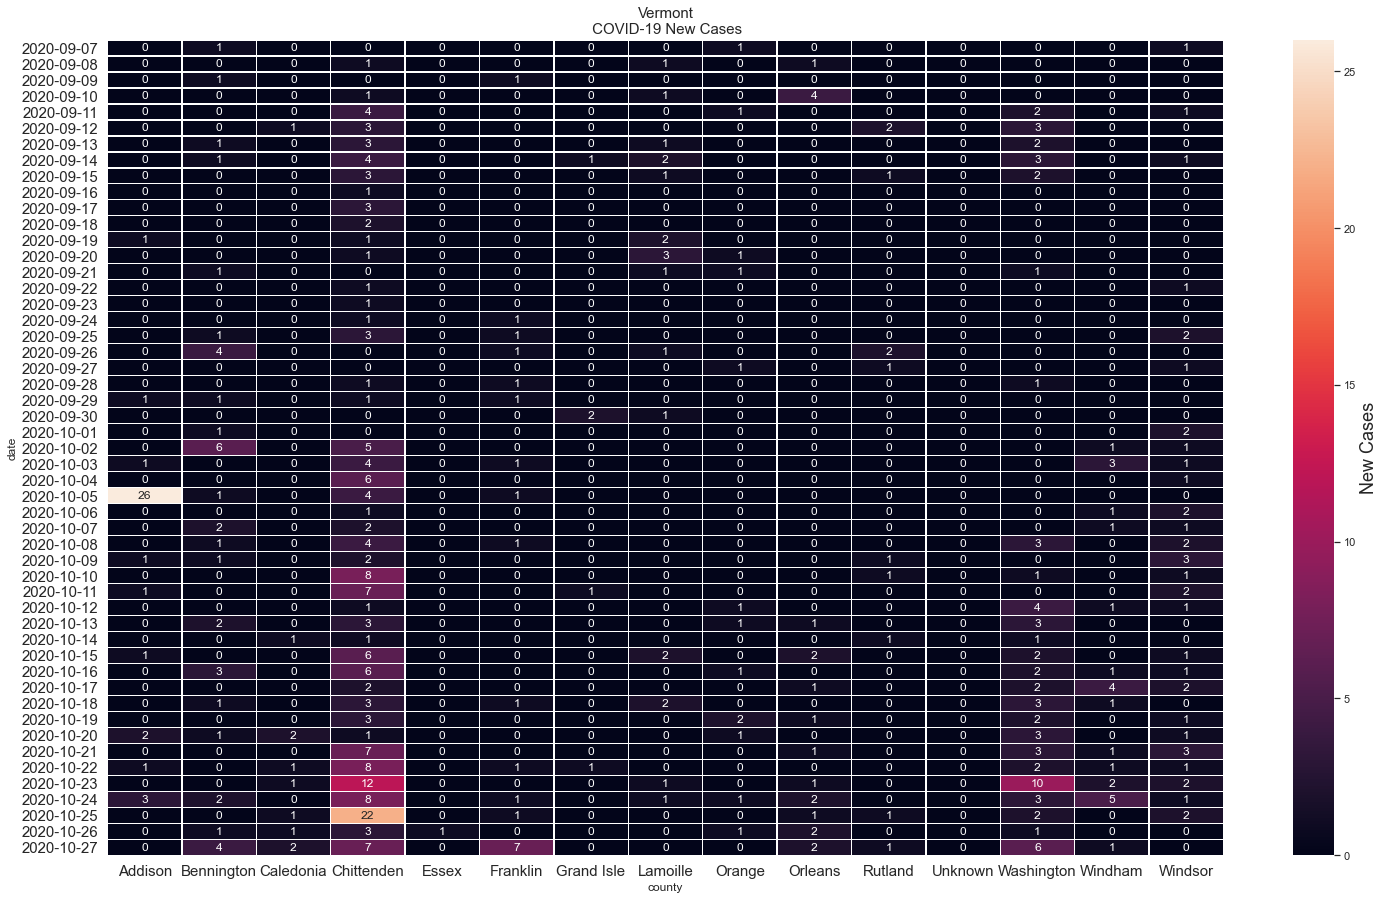 Vermont
COVID-19 New Cases
2020-09-07 0 1 0 0 0 0 0 0 1 0 0 0 0 0 1
2020-09-08 0 0 0 1 0 0 0 1 0 1 0 0 0 0 0
2020-09-09 0 1 0 0 0 1 0 0 0 0 0 0 0 0 0
2020-09-10 0 0 0 1 0 0 0 1 0 4 0 0 0 0 0
2020-09-11 0 0 0 4 0 0 0 0 1 0 0 0 2 0 1
2020-09-12 0 0 1 3 0 0 0 0 0 0 2 0 3 0 0
2020-09-13 0 1 0 3 0 0 0 1 0 0 0 0 2 0 0
2020-09-14 0 1 0 4 0 0 1 2 0 0 0 0 3 0 1
2020-09-15 0 0 0 3 0 0 0 1 0 0 1 0 2 0 0
2020-09-16 0 0 0 1 0 0 0 0 0 0 0 0 0 0 0
2020-09-17 0 0 0 3 0 0 0 0 0 0 0 0 0 0 0
2020-09-18 0 0 0 2 0 0 0 0 0 0 0 0 0 0 0
2020-09-19 1 0 0 1 0 0 0 2 0 0 0 0 0 0 0
2020-09-20 0 0 0 1 0 0 0 3 1 0 0 0 0 0 0
2020-09-21 0 1 0 0 0 0 0 1 1 0 0 0 1 0 0
2020-09-22 0 0 0 1 0 0 0 0 0 0 0 0 0 0 1
2020-09-23 0 0 0 1 0 0 0 0 0 0 0 0 0 0 0
2020-09-24 0 0 0 1 0 1 0 0 0 0 0 0 0 0 0
2020-09-25 0 1 0 3 0 1 0 0 0 0 0 0 0 0 2
2020-09-26 0 4 0 0 0 1 0 1 0 0 2 0 0 0 0
2020-09-27 0 0 0 0 0 0 0 0 1 0 1 0 0 0 1
2020-09-28 0 0 0 1 0 1 0 0 0 0 0 0 1 0 0
2020-09-29 1 1 0 1 0 1 0 0 0 0 0 0 0 0 0
2020-09-30 0 0 0 0 0 0 2 1 0 0 0 0 0 0 0
2020-10-01 0 1 0 0 0 0 0 0 0 0 0 0 0 0 2
2020-10-02 0 6 0 5 0 0 0 0 0 0 0 0 0 1 1
2020-10-03 1 0 0 4 0 1 0 0 0 0 0 0 0 3 1
2020-10-04 0 0 0 6 0 0 0 0 0 0 0 0 0 0 1
2020-10-05 26 1 0 4 0 1 0 0 0 0 0 0 0 0 0
2020-10-06 0 0 0 1 0 0 0 0 0 0 0 0 0 1 2
2020-10-07 0 2 0 2 0 0 0 0 0 0 0 0 0 1 1
2020-10-08 0 1 0 4 0 1 0 0 0 0 0 0 3 0 2
2020-10-09 1 1 0 2 0 0 0 0 0 0 1 0 0 0 3
2020-10-10 0 0 0 8 0 0 0 0 0 0 1 0 1 0 1
2020-10-11 1 0 0 7 0 0 1 0 0 0 0 0 0 0 2
2020-10-12 0 0 0 1 0 0 0 0 1 0 0 0 4 1 1
2020-10-13 0 2 0 3 0 0 0 0 1 1 0 0 3 0 0
2020-10-14 0 0 1 1 0 0 0 0 0 0 1 0 1 0 0
2020-10-15 1 0 0 6 0 0 0 2 0 2 0 0 2 0 1
2020-10-16 0 3 0 6 0 0 0 0 1 0 0 0 2 1 1
2020-10-17 0 0 0 2 0 0 0 0 0 1 0 0 2 4 2
2020-10-18 0 1 0 3 0 1 0 2 0 0 0 0 3 1 0
2020-10-19 0 0 0 3 0 0 0 0 2 1 0 0 2 0 1
2020-10-20 2 1 2 1 0 0 0 0 1 0 0 0 3 0 1
2020-10-21 0 0 0 7 0 0 0 0 0 1 0 0 3 1 3
2020-10-22 1 0 1 8 0 1 1 0 0 0 0 0 2 1 1
2020-10-23 0 0 1 12 0 0 0 1 0 1 0 0 10 2 2
2020-10-24 3 2 0 8 0 1 0 1 1 2 0 0 3 5 1
2020-10-25 0 0 1 22 0 1 0 0 0 1 1 0 2 0 2
2020-10-26 0 1 1 3 1 0 0 0 1 2 0 0 1 0 0
2020-10-27 0 4 2 7 0 7 0 0 0 2 1 0 6 1 0
Addison Bennington Caledonia Chittenden Essex Franklin Grand Isle Lamoille Orange Orleans Rutland Unknown Washington Windham Windsor
county
date
25
20
15
10
5
0
New Cases